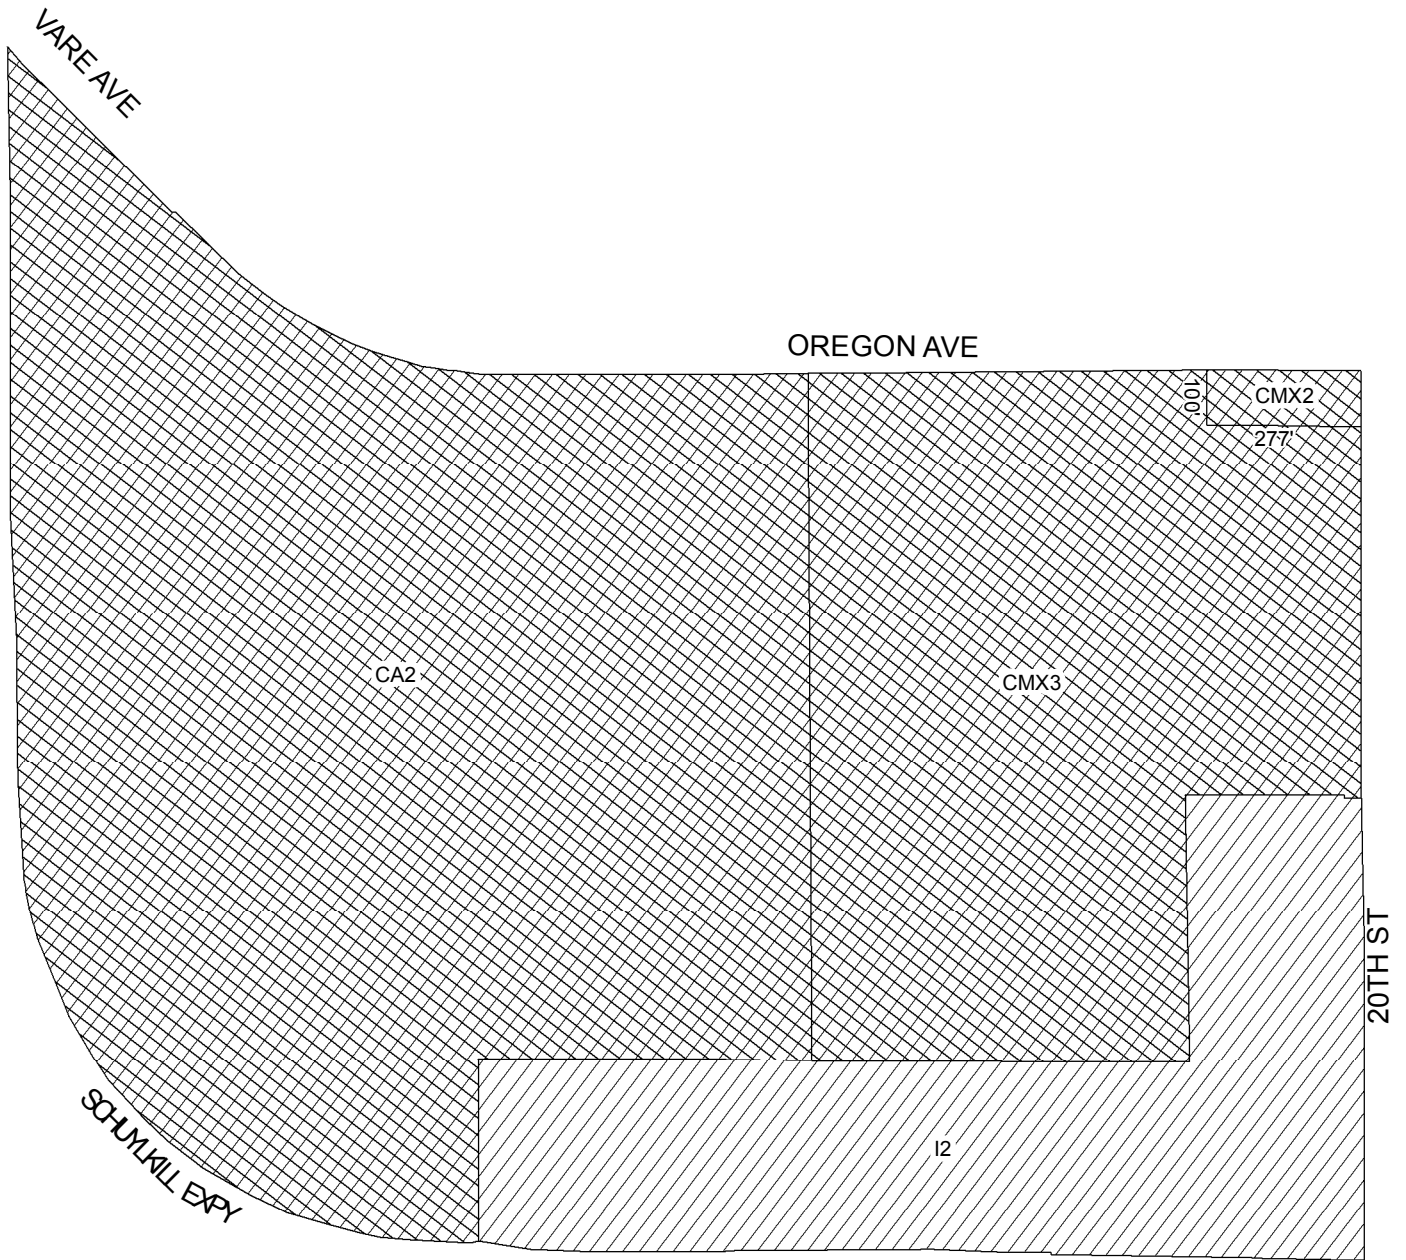 VARE AVE
OREGON AVE
100'
CMX2
277'
CA2
CMX3
20TH ST
SCHUYLKILL EXPY
I2